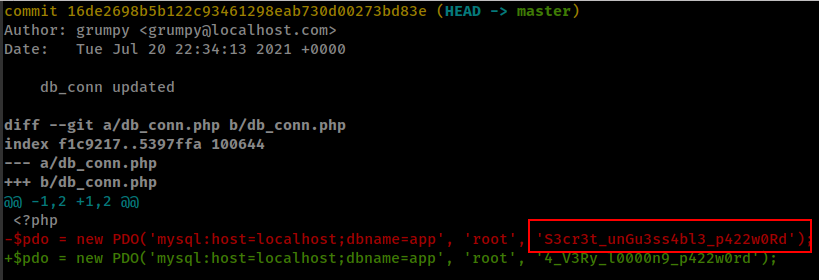 commit 16de2698b5b122c93461298eab730d00273bd83e (HEAD -> master)
Author: grumpy <grumpy@localhost.com>
Date:   Tue Jul 20 22:34:13 2021 +0000
    db_conn updated
diff --git a/db_conn.php b/db_conn.php
index f1c9217..5397ffa 100644
--- a/db_conn.php
+++ b/db_conn.php
@@ -1,2 +1,2 @@
 <?php
-$pdo = new PDO('mysql:host=localhost;dbname=app', 'root', 'S3cr3t_unGu3ss4bl3_p422w0Rd');
+$pdo = new PDO('mysql:host=localhost;dbname=app', 'root', '4_V3Ry_l0000n9_p422w0rd');